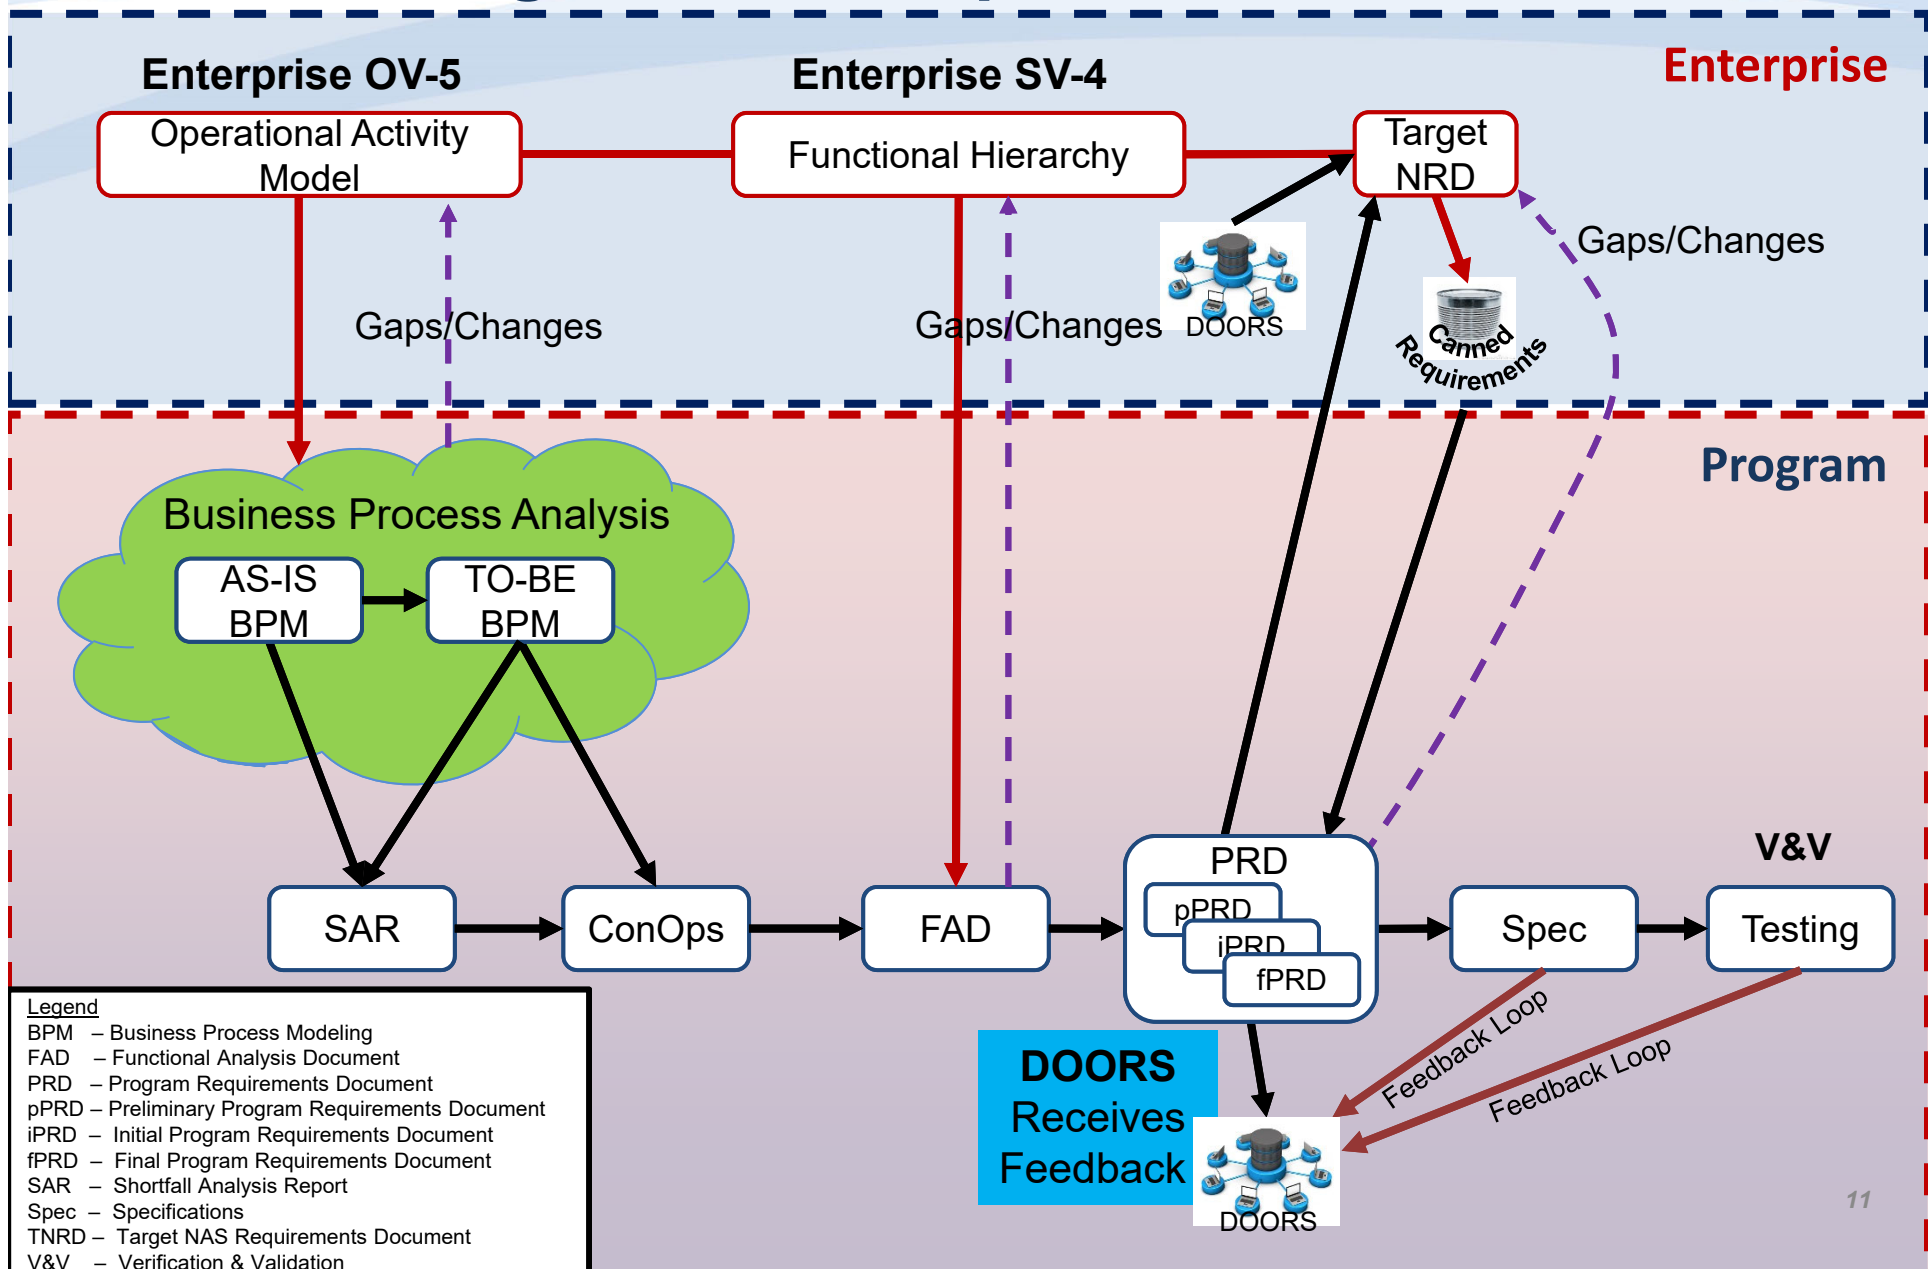 Enterprise OV-5
Enterprise SV-4
Enterprise
Operational Activity
Model
Functional Hierarchy
Target
NRD
Gaps/Changes
Gaps/Changes
Gaps/Changes
DOORS
Canned
Requirements
Program
Business Process Analysis
AS-IS
BPM
TO-BE
BPM
V&V
SAR
ConOps
FAD
PRD
pPRD
iPRD
fPRD
Spec
Testing
Feedback Loop
Feedback Loop
DOORS
Receives
Feedback
DOORS
Legend
BPM – Business Process Modeling
FAD – Functional Analysis Document
PRD – Program Requirements Document
pPRD – Preliminary Program Requirements Document
iPRD – Initial Program Requirements Document
fPRD – Final Program Requirements Document
SAR – Shortfall Analysis Report
Spec – Specifications
TNRD – Target NAS Requirements Document
V&V – Verification & Validation
11